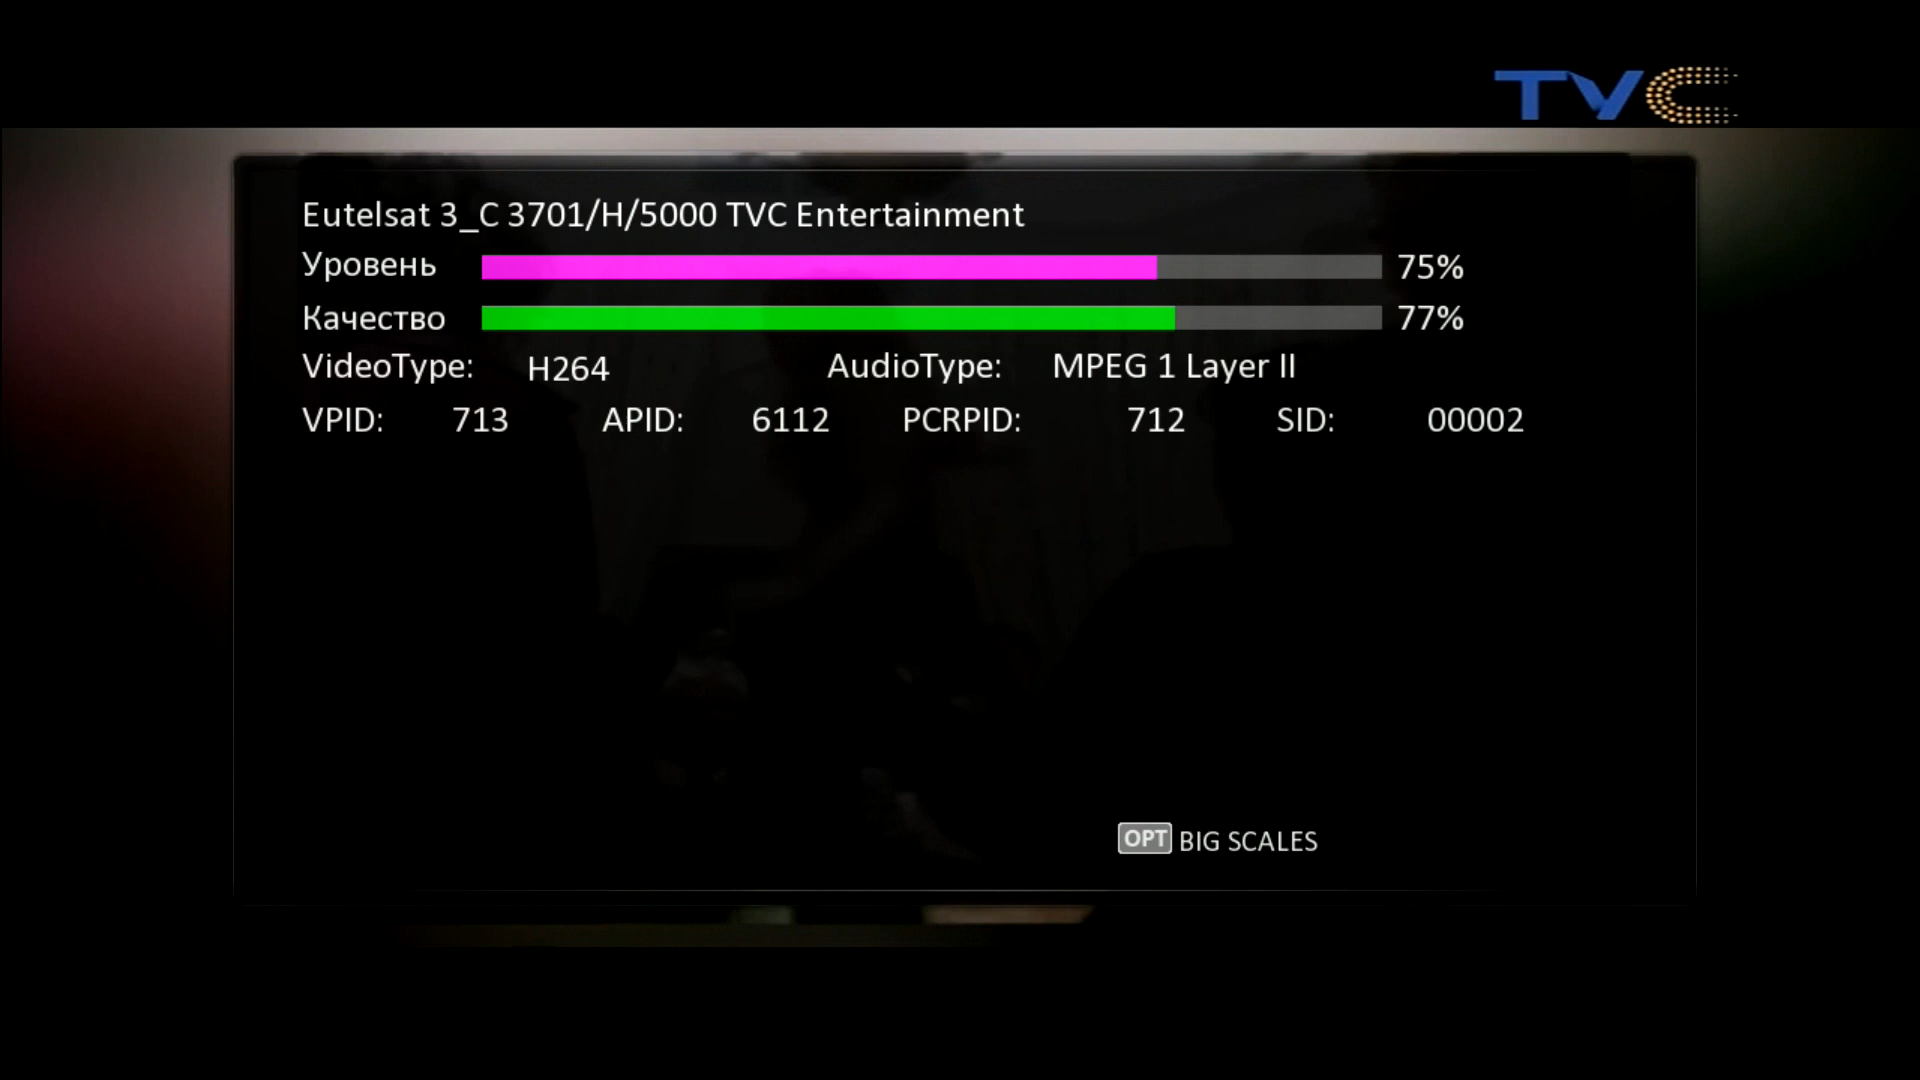 TVC
Eutelsat 3_C 3701/H/5000 TVC Entertainment
Уровень 75%
Качество 77%
VideoType: H264 AudioType: MPEG 1 Layer II
VPID: 713 APID: 6112 PCRPID: 712 SID: 00002
OPT BIG SCALES